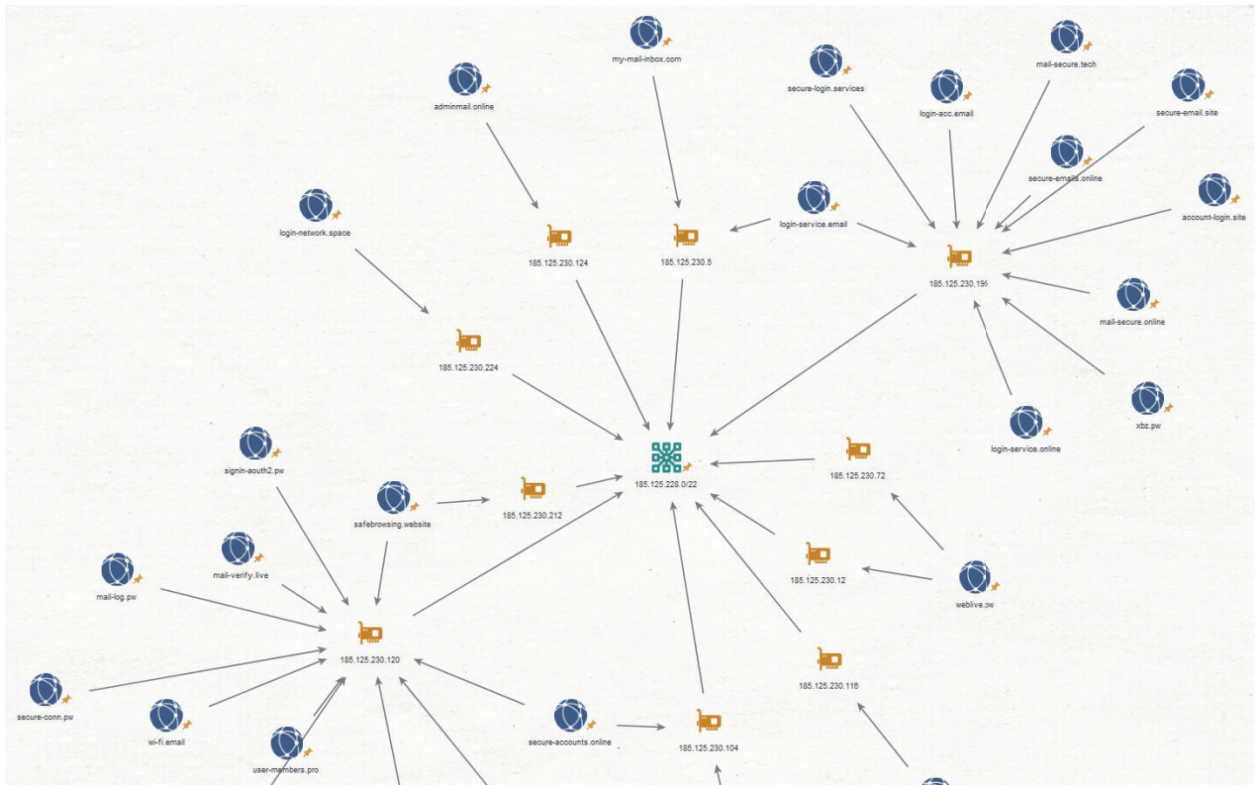 my-mail-inbox.com
mail-secure.tech
secure-login.services
adminmail.online
login-acc.email
secure-email.site
secure-emails.online
account-login.site
login-service.email
login-network.space
185.125.230.124
185.125.230.5
185.125.230.196
mail-secure.online
185.125.230.224
xbz.pw
login-service.online
signin-aouth2.pw
185.125.230.72
185.125.228.0/22
185.125.230.212
safebrowsing.website
mail-verify.live
185.125.230.12
mail-log.pw
weblive.pw
185.125.230.120
185.125.230.116
secure-conn.pw
wi-fi.email
secure-accounts.online
185.125.230.104
user-members.pro